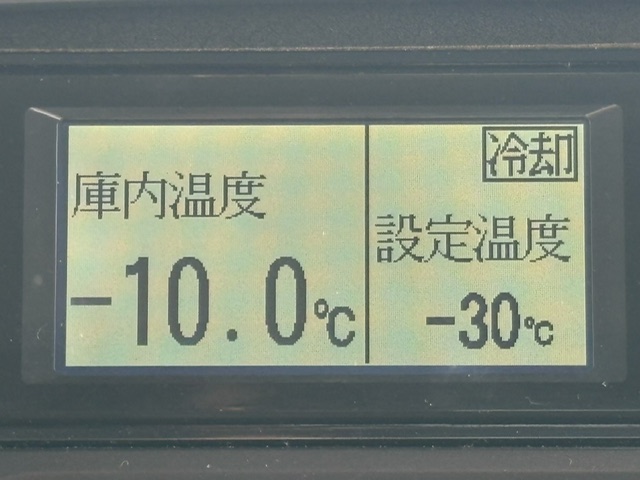 庫内温度
-10.0℃
冷却
設定温度
-30℃